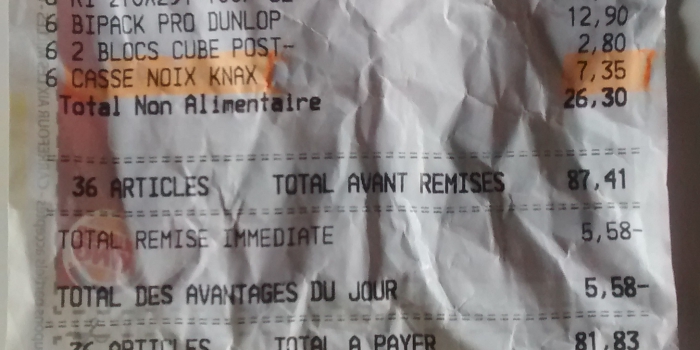 6 BIPACK PRO DUNLOP 12,90
6 2 BLOCS CUBE POST- 2,80
6 CASSE NOIX KNAX 7,35
Total Non Alimentaire 26,30
36 ARTICLES TOTAL AVANT REMISES 87,41
TOTAL REMISE IMMEDIATE 5,58-
TOTAL DES AVANTAGES DU JOUR 5,58-
36 ARTICLES TOTAL A PAYER 81,83